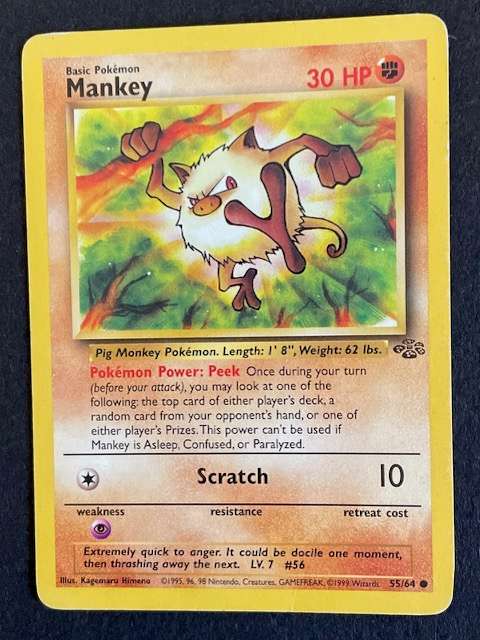 Basic Pokémon
Mankey
30 HP
Pig Monkey Pokémon. Length: 1' 8", Weight: 62 lbs.
Pokémon Power: Peek Once during your turn
(before your attack), you may look at one of the
following: the top card of either player's deck, a
random card from your opponent's hand, or one of
either player's Prizes. This power can't be used if
Mankey is Asleep, Confused, or Paralyzed.
Scratch 10
weakness resistance retreat cost
Extremely quick to anger. It could be docile one moment,
then thrashing away the next. LV. 7 #56
Illus. Kagemaru Himeno ©1995, 96, 98 Nintendo, Creatures, GAMEFREAK. ©1999 Wizards. 55/64